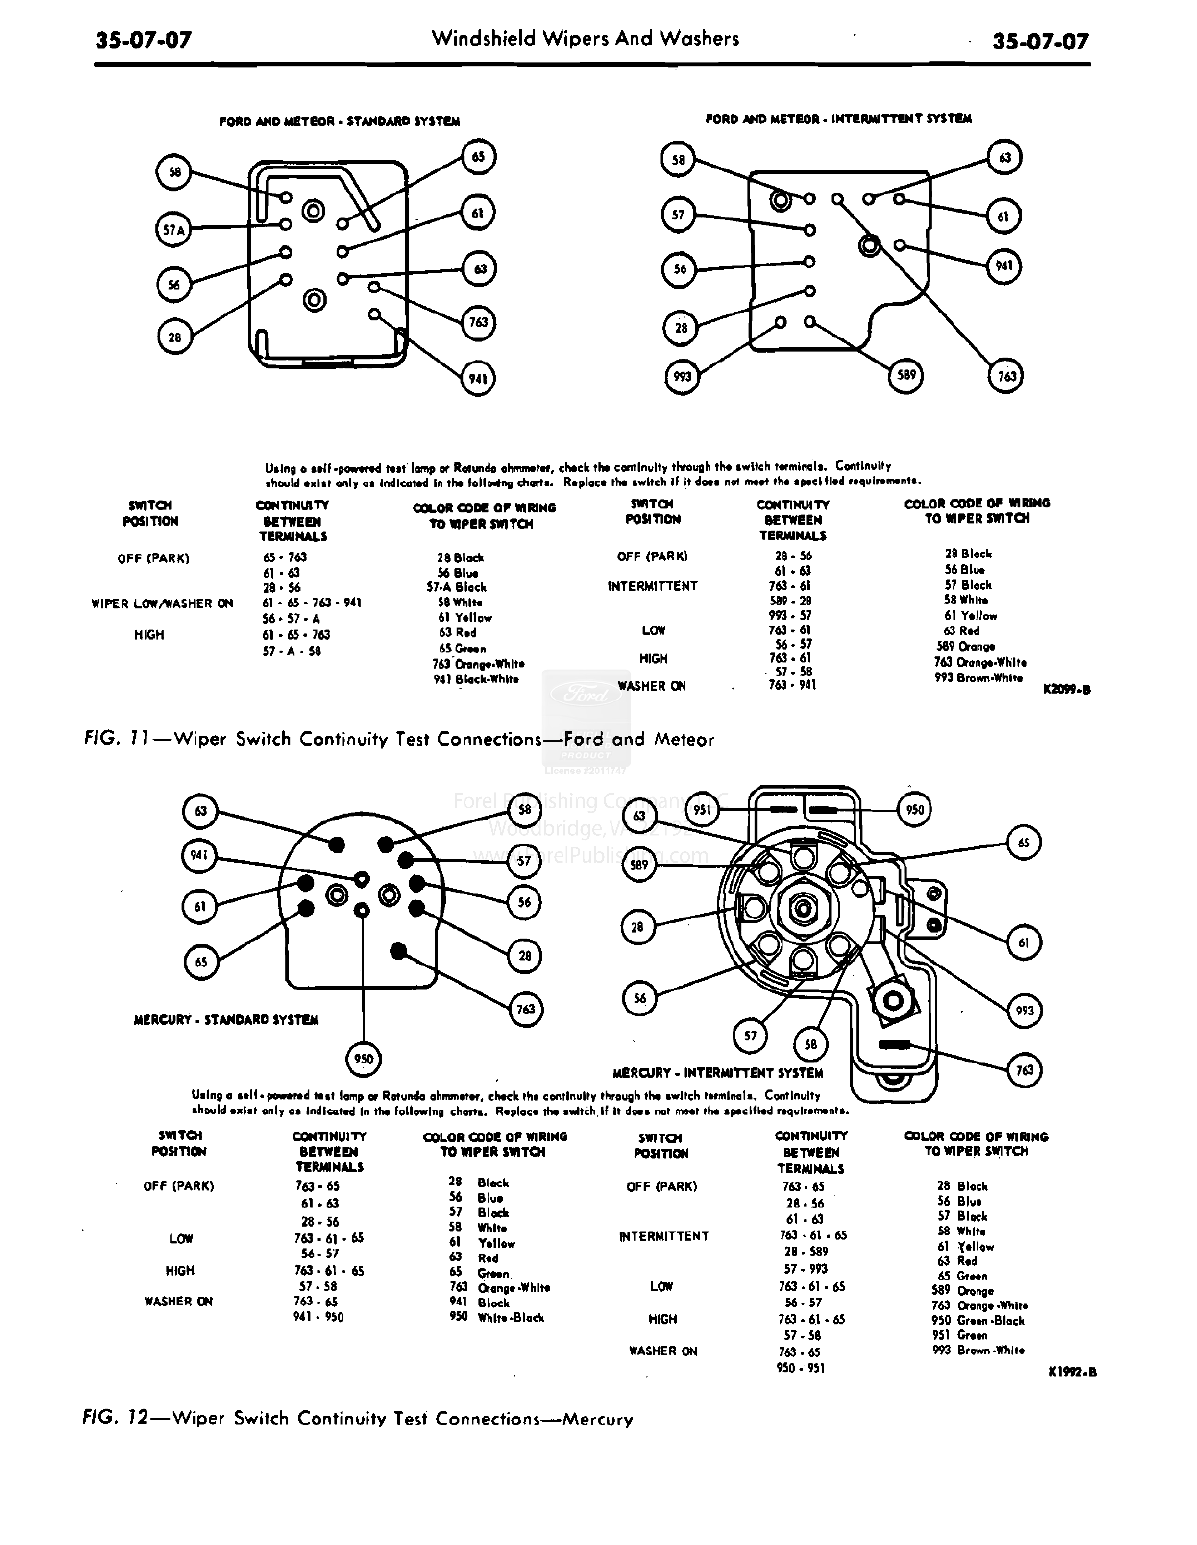 35-07-07 Windshield Wipers And Washers 35-07-07
FORD AND METEOR - STANDARD SYSTEM
58
57A
56
28
65
61
63
763
941
FORD AND METEOR - INTERMITTENT SYSTEM
58
57
56
28
993
63
61
941
589
763
Using a self-powered test lamp or Rotunda ohmmeter, check the continuity through the switch terminals. Continuity
should exist only as indicated in the following charts. Replace the switch if it does not meet the specified requirements.
SWITCH POSITION
CONTINUITY BETWEEN TERMINALS
COLOR CODE OF WIRING TO WIPER SWITCH
OFF (PARK) 65 - 763 28 Black
61 - 63 56 Blue
28 - 56 57-A Black
WIPER LOW/WASHER ON 61 - 65 - 763 - 941 58 White
56 - 57 - A 61 Yellow
HIGH 61 - 65 - 763 63 Red
57 - A - 58 65 Green
763 Orange-White
941 Black-White
SWITCH POSITION
CONTINUITY BETWEEN TERMINALS
COLOR CODE OF WIRING TO WIPER SWITCH
OFF (PARK) 28 - 56 28 Black
61 - 63 56 Blue
INTERMITTENT 763 - 61 57 Black
589 - 28 58 White
993 - 57 61 Yellow
LOW 763 - 61 63 Red
56 - 57 589 Orange
HIGH 763 - 61 763 Orange-White
57 - 58 993 Brown-White
WASHER ON 763 - 941
K2099-B
Ford
PRODUCT
License #2011147
FIG. 11—Wiper Switch Continuity Test Connections—Ford and Meteor
63
941
61
65
58
57
56
28
763
950
MERCURY - STANDARD SYSTEM
951
950
63
589
28
56
57
58
65
61
993
763
MERCURY - INTERMITTENT SYSTEM
Using a self-powered test lamp or Rotunda ohmmeter, check the continuity through the switch terminals. Continuity
should exist only as indicated in the following charts. Replace the switch, if it does not meet the specified requirements.
SWITCH POSITION
CONTINUITY BETWEEN TERMINALS
COLOR CODE OF WIRING TO WIPER SWITCH
OFF (PARK) 763 - 65 28 Black
61 - 63 56 Blue
28 - 56 57 Black
58 White
LOW 763 - 61 - 65 61 Yellow
56 - 57 63 Red
HIGH 763 - 61 - 65 65 Green
57 - 58 763 Orange-White
WASHER ON 763 - 65 941 Black
941 - 950 950 White-Black
SWITCH POSITION
CONTINUITY BETWEEN TERMINALS
COLOR CODE OF WIRING TO WIPER SWITCH
OFF (PARK) 763 - 65 28 Black
28 - 56 56 Blue
61 - 63 57 Black
INTERMITTENT 763 - 61 - 65 58 White
28 - 589 61 Yellow
57 - 993 63 Red
65 Green
LOW 763 - 61 - 65 589 Orange
56 - 57 763 Orange-White
HIGH 763 - 61 - 65 950 Green-Black
57 - 58 951 Green
WASHER ON 763 - 65 993 Brown-White
950 - 951
K1992-B
FIG. 12—Wiper Switch Continuity Test Connections—Mercury